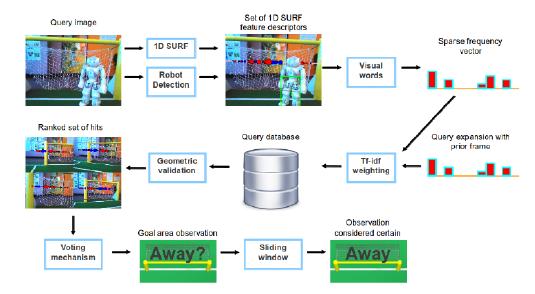 Query Image
Set of 1D SURF
feature descriptors
1D SURF
Robot
Detection
Visual
words
Sparse frequency
vector
Ranked set of hits
Query database
Query expansion with
prior frame
Geometric
validation
Tf-idf
weighting
Voting
mechanism
Goal area observation
Away?
Sliding
window
Observation
considered certain
Away